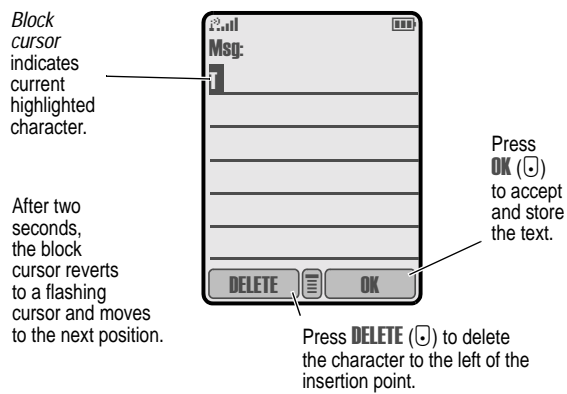 Block
cursor
indicates
current
highlighted
character.
After two
seconds,
the block
cursor reverts
to a flashing
cursor and moves
to the next position.
Msg:
T
DELETE
OK
Press
OK ( )
to accept
and store
the text.
Press DELETE ( ) to delete
the character to the left of the
insertion point.